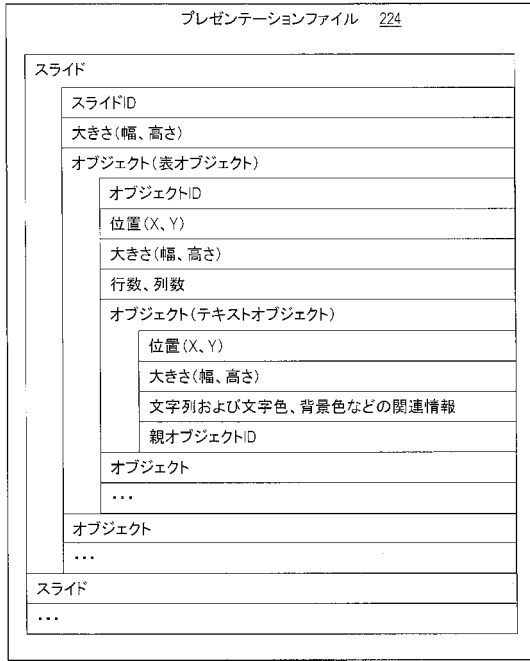 プレゼンテーションファイル 224
スライド
スライドID
大きさ(幅、高さ)
オブジェクト(表オブジェクト)
オブジェクトID
位置(X、Y)
大きさ(幅、高さ)
行数、列数
オブジェクト(テキストオブジェクト)
位置(X、Y)
大きさ(幅、高さ)
文字列および文字色、背景色などの関連情報
親オブジェクトID
オブジェクト
・・・
オブジェクト
・・・
スライド
・・・